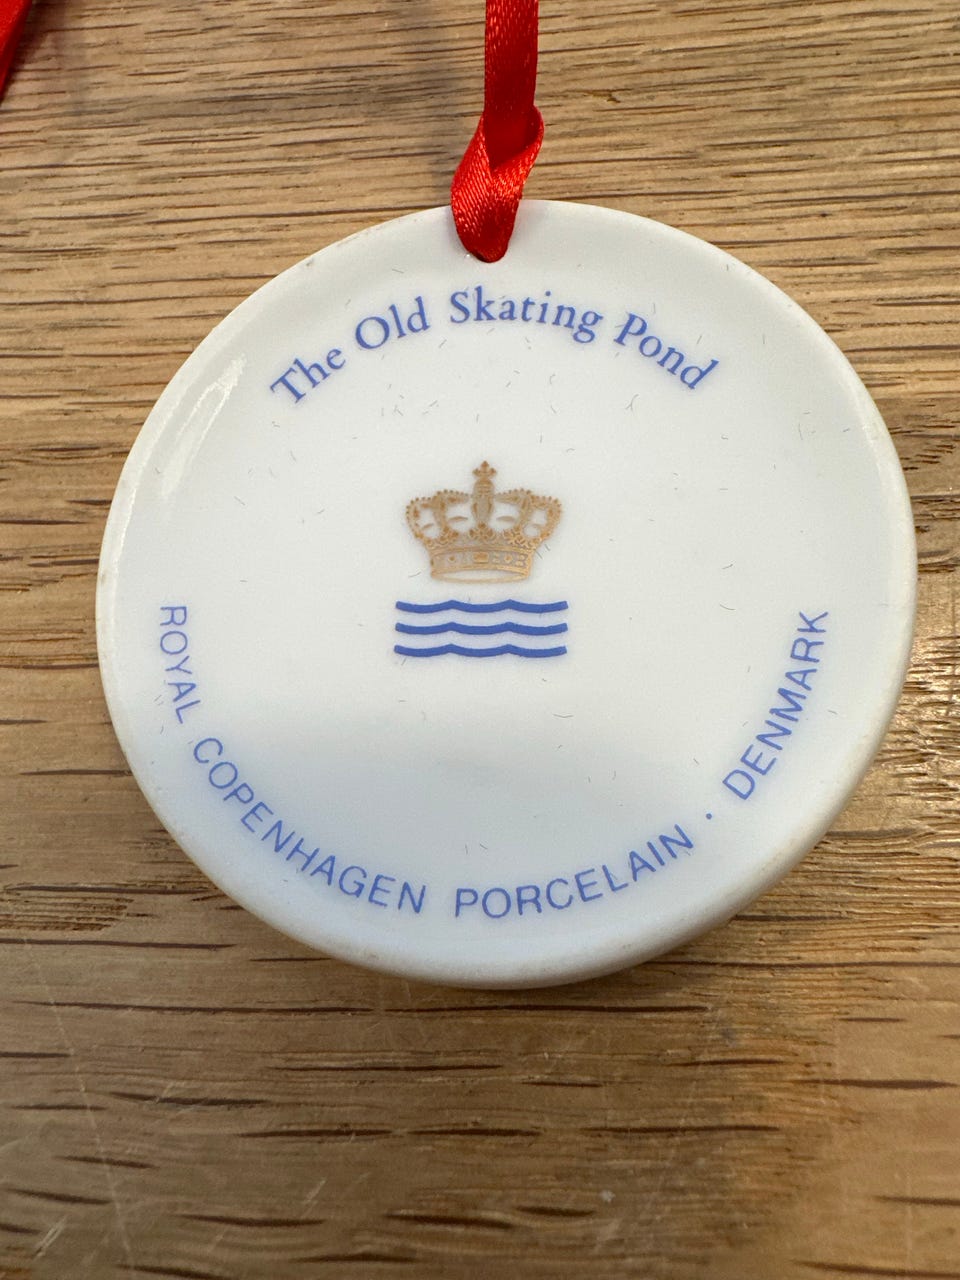 The Old Skating Pond
ROYAL COPENHAGEN PORCELAIN · DENMARK